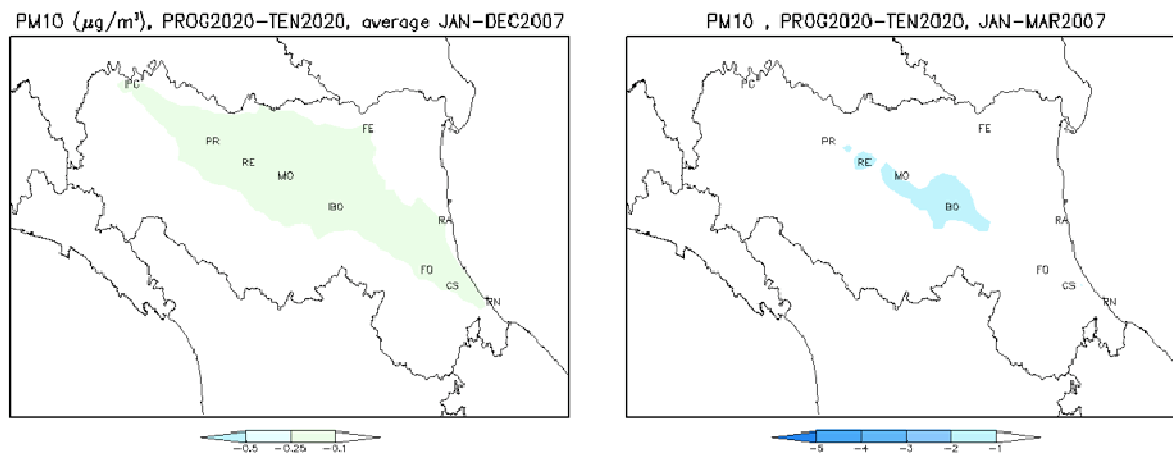 PM10 (μg/m³), PROG2020-TEN2020, average JAN-DEC2007
PC
FE
PR
RE
MO
BO
RA
FO
CS
RN
-0.5 -0.25 -0.1
PM10 , PROG2020-TEN2020, JAN-MAR2007
PC
FE
PR
RE
MO
BO
RA
FO
CS
RN
-5 -4 -3 -2 -1